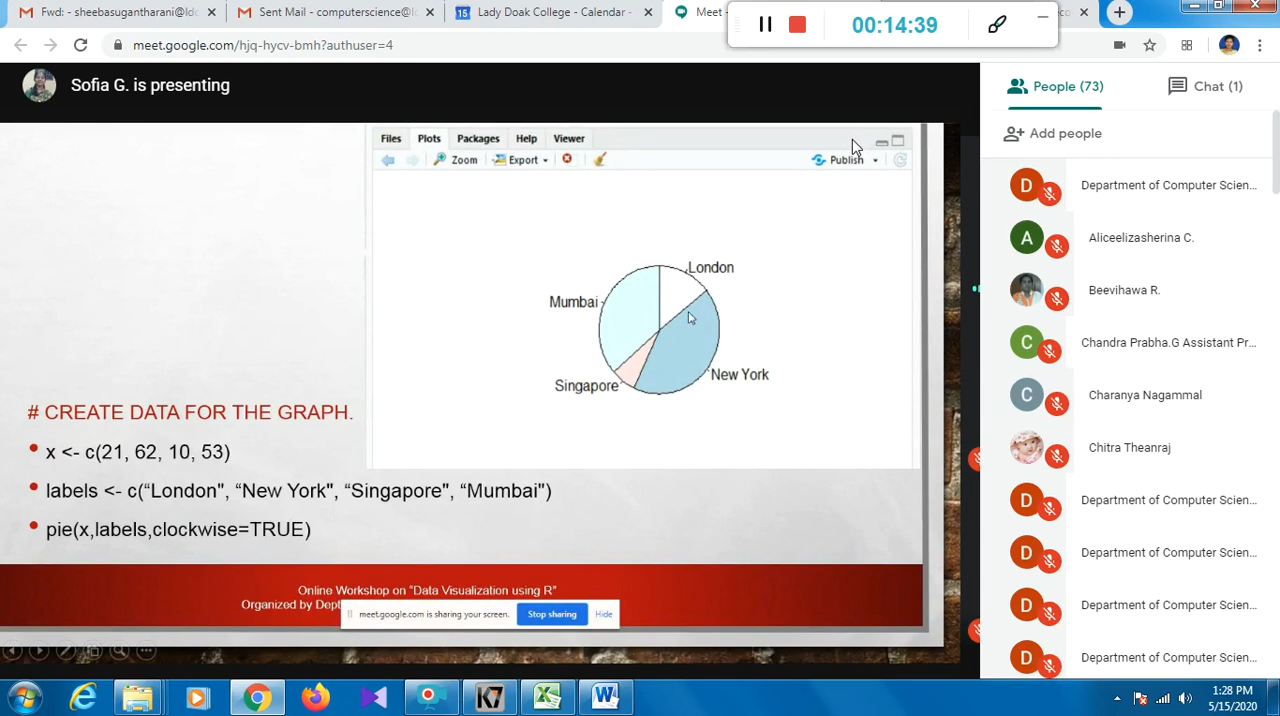 Fwd: - sheebasugantharani@ldc
Sent Mail - computerscience@l
15
Lady Doak College - Calendar -
Meet -
00:14:39
meet.google.com/hjq-hycv-bmh?authuser=4
Sofia G. is presenting
People (73)
Chat (1)
Add people
Files Plots Packages Help Viewer
Zoom Export Publish
London
Mumbai
New York
Singapore
# CREATE DATA FOR THE GRAPH.
• x <- c(21, 62, 10, 53)
• labels <- c(“London", “New York", “Singapore", “Mumbai")
• pie(x,labels,clockwise=TRUE)
Online Workshop on “Data Visualization using R”
Organized by Dept
meet.google.com is sharing your screen. Stop sharing Hide
D Department of Computer Scien...
A Aliceelizasherina C.
Beevihawa R.
C Chandra Prabha.G Assistant Pr...
C Charanya Nagammal
Chitra Theanraj
D Department of Computer Scien...
D Department of Computer Scien...
D Department of Computer Scien...
D Department of Computer Scien...
K7
W
1:28 PM
5/15/2020